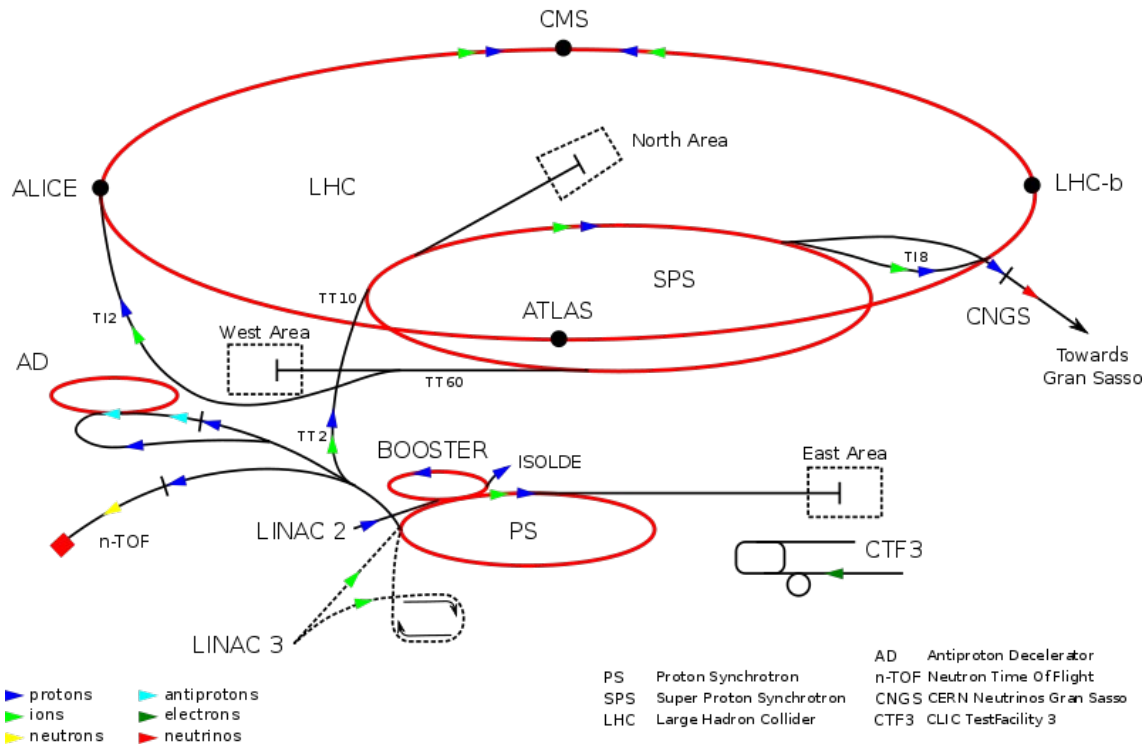 CMS
North Area
ALICE
LHC
LHC-b
SPS
TI8
TT10
ATLAS
CNGS
TI2
West Area
Towards
Gran Sasso
AD
TT60
TT2
BOOSTER
ISOLDE
East Area
LINAC 2
PS
n-TOF
CTF3
LINAC 3
protons
antiprotons
ions
electrons
neutrons
neutrinos
PS Proton Synchrotron
SPS Super Proton Synchrotron
LHC Large Hadron Collider
AD Antiproton Decelerator
n-TOF Neutron Time Of Flight
CNGS CERN Neutrinos Gran Sasso
CTF3 CLIC TestFacility 3